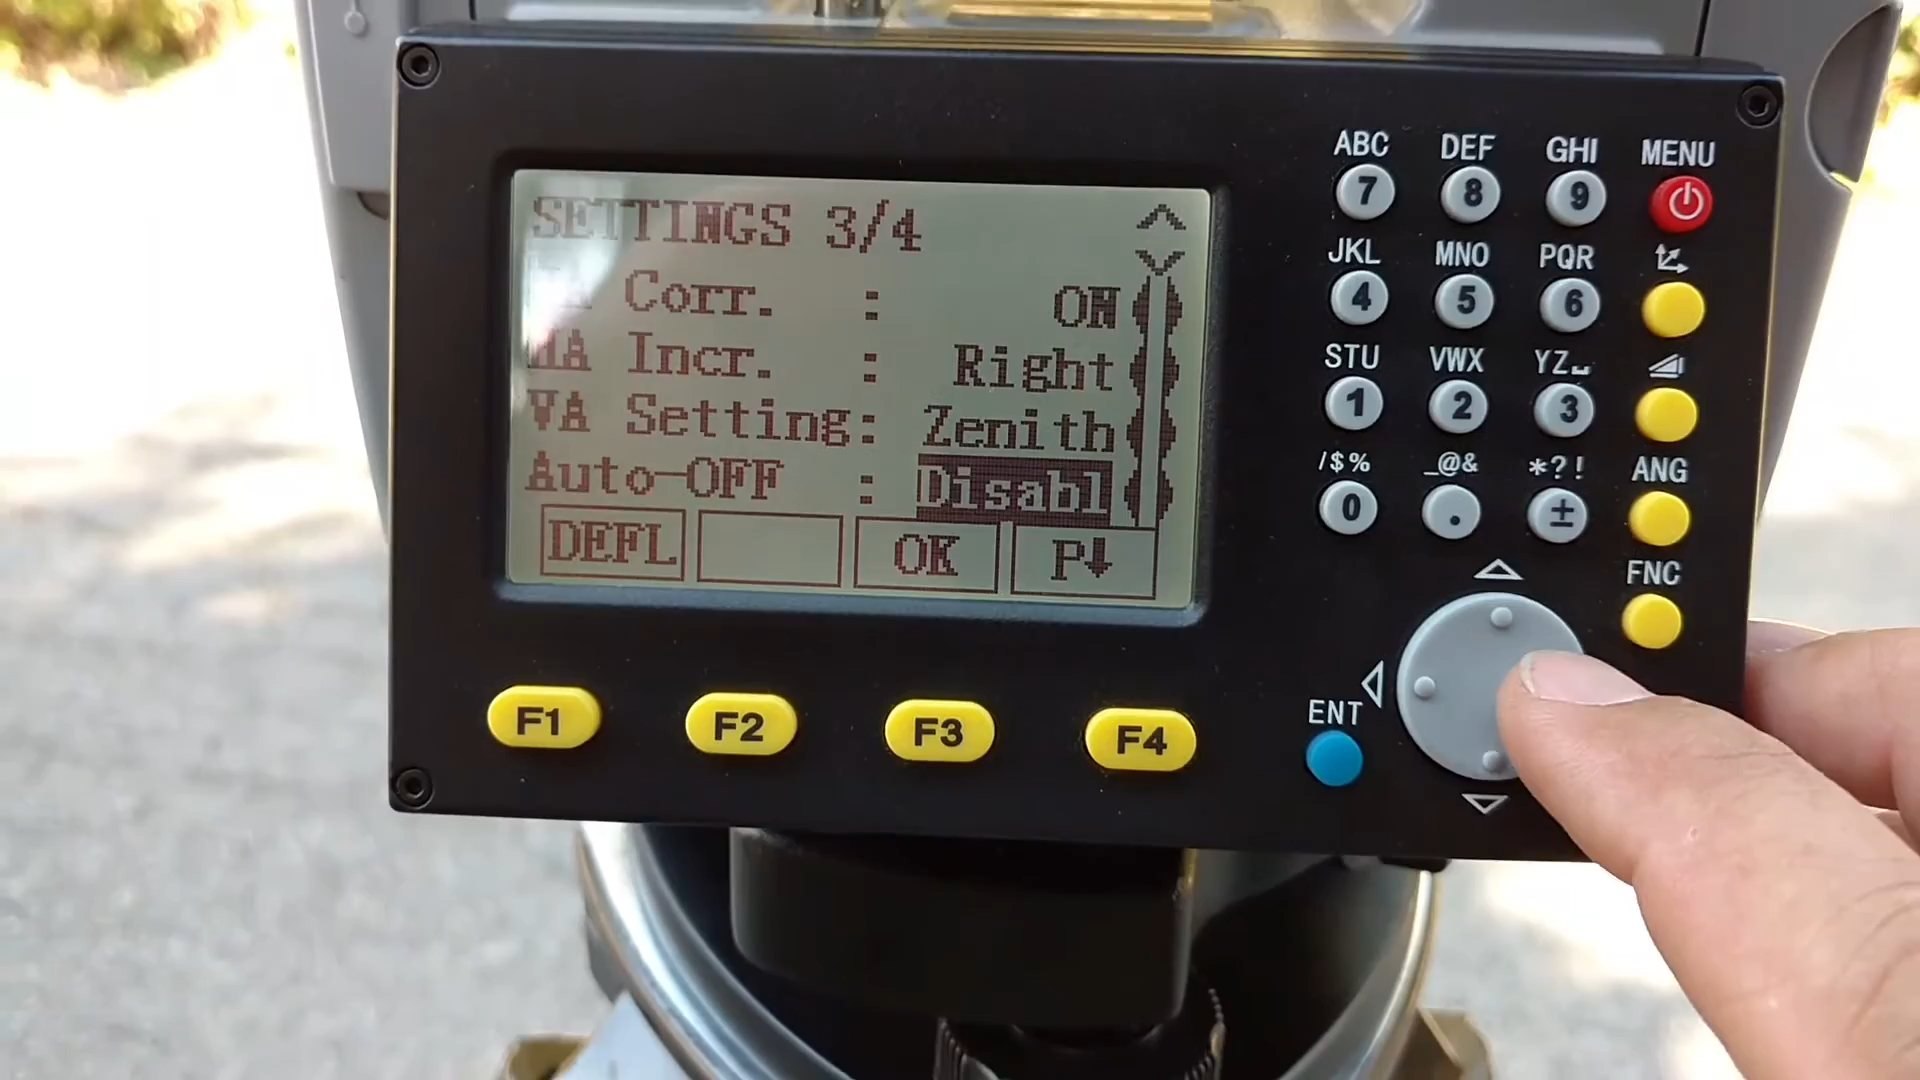 SETTINGS 3/4
Corr. : ON
HA Incr. : Right
VA Setting: Zenith
Auto-OFF : Disabl
DEFL OK P↓
F1 F2 F3 F4
ABC DEF GHI MENU
7 8 9
JKL MNO PQR
4 5 6
STU VWX YZ␣
1 2 3
/$% _@& *?! ANG
0 . ±
FNC
ENT